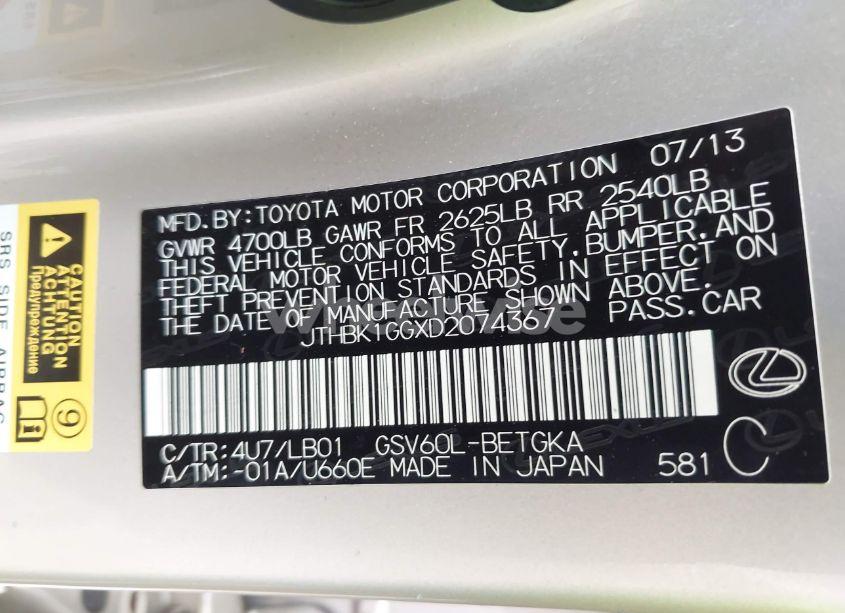 MFD.BY:TOYOTA MOTOR CORPORATION 07/13
GVWR 4700LB GAWR FR 2625LB RR 2540LB
THIS VEHICLE CONFORMS TO ALL APPLICABLE
FEDERAL MOTOR VEHICLE SAFETY,BUMPER,AND
THEFT PREVENTION STANDARDS IN EFFECT ON
THE DATE OF MANUFACTURE SHOWN ABOVE.
JTHBK1GGXD2074367 PASS.CAR
C/TR:4U7/LB01 GSV60L-BETGKA
A/TM:-01A/U660E MADE IN JAPAN 581 C
CAUTION
ATTENTION
ACHTUNG
Предупреждение
9
SRS SIDE AIRBAG